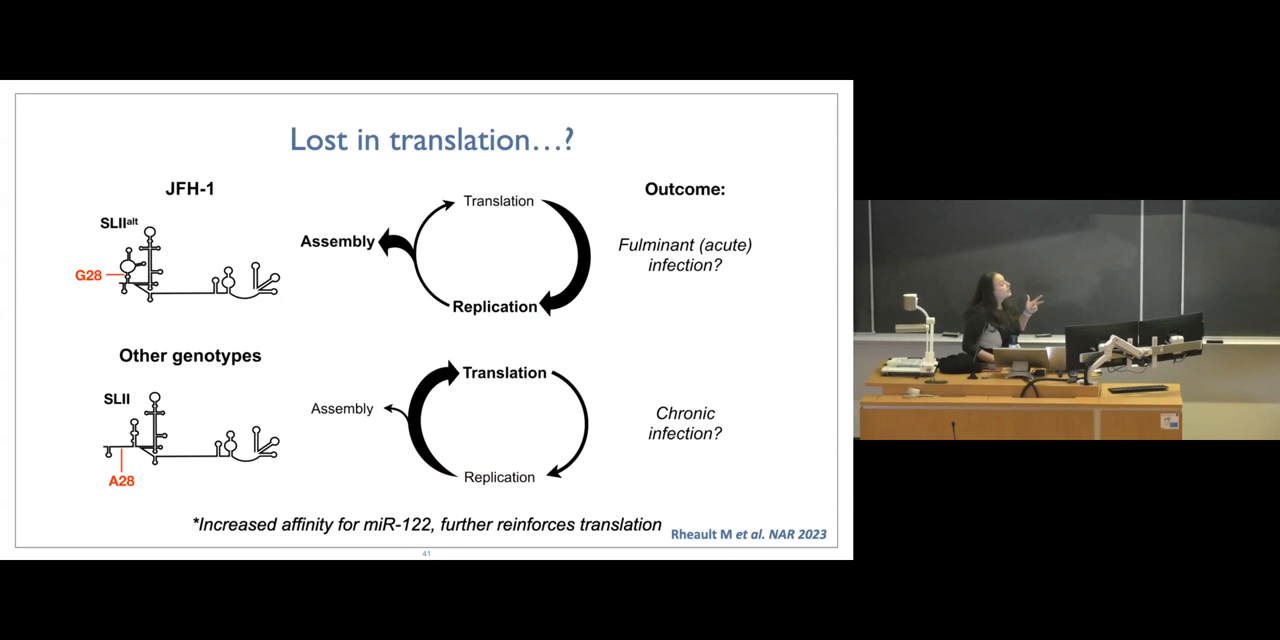 Lost in translation…?
JFH-1
SLIIalt
G28
Translation
Assembly
Replication
Outcome:
Fulminant (acute)
infection?
Other genotypes
SLII
A28
Translation
Assembly
Replication
Chronic
infection?
*Increased affinity for miR-122, further reinforces translation
Rheault M et al. NAR 2023
41